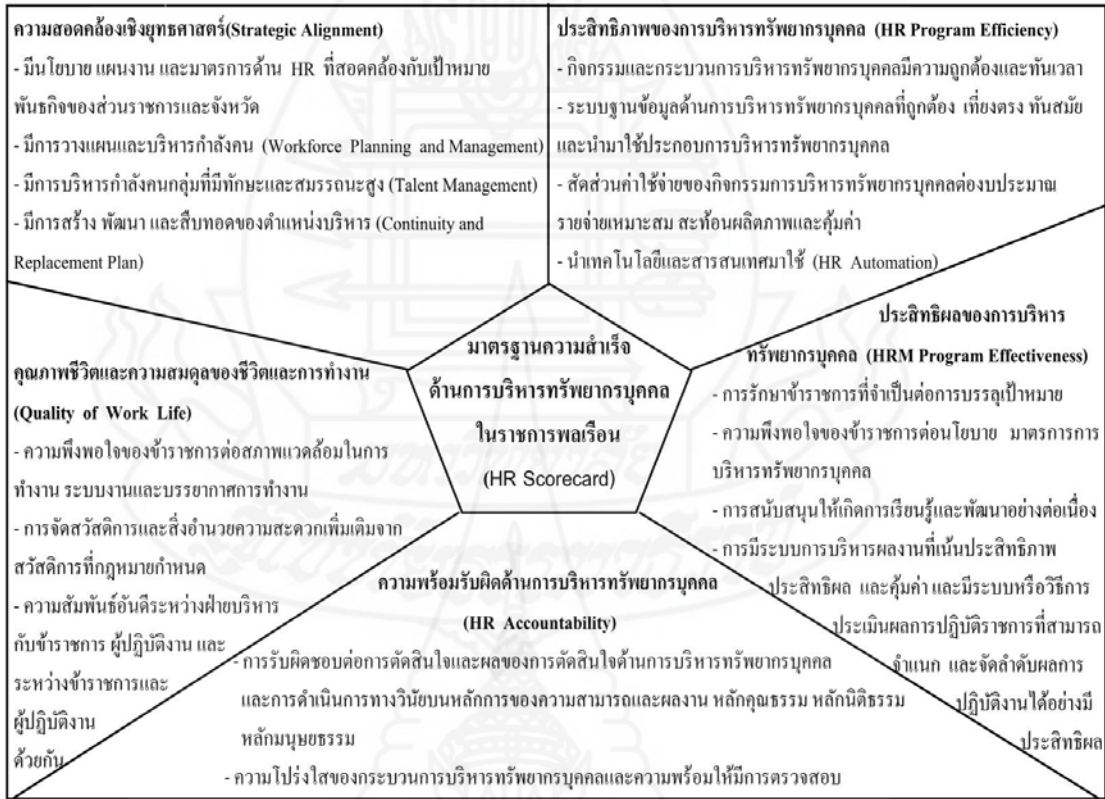 ความสอดคล้องเชิงยุทธศาสตร์(Strategic Alignment)
- มีนโยบาย แผนงาน และมาตรการด้าน HR ที่สอดคล้องกับเป้าหมาย
พันธกิจของส่วนราชการและจังหวัด
- มีการวางแผนและบริหารกำลังคน (Workforce Planning and Management)
- มีการบริหารกำลังคนกลุ่มที่มีทักษะและสมรรถนะสูง (Talent Management)
- มีการสร้าง พัฒนา และสืบทอดของตำแหน่งบริหาร (Continuity and
Replacement Plan)
ประสิทธิภาพของการบริหารทรัพยากรบุคคล (HR Program Efficiency)
- กิจกรรมและกระบวนการบริหารทรัพยากรบุคคลมีความถูกต้องและทันเวลา
- ระบบฐานข้อมูลด้านการบริหารทรัพยากรบุคคลที่ถูกต้อง เที่ยงตรง ทันสมัย
และนำมาใช้ประกอบการบริหารทรัพยากรบุคคล
- สัดส่วนค่าใช้จ่ายของกิจกรรมการบริหารทรัพยากรบุคคลต่องบประมาณ
รายจ่ายเหมาะสม สะท้อนผลิตภาพและคุ้มค่า
- นำเทคโนโลยีและสารสนเทศมาใช้ (HR Automation)
มาตรฐานความสำเร็จ
ด้านการบริหารทรัพยากรบุคคล
ในราชการพลเรือน
(HR Scorecard)
ประสิทธิผลของการบริหาร
ทรัพยากรบุคคล (HRM Program Effectiveness)
- การรักษาข้าราชการที่จำเป็นต่อการบรรลุเป้าหมาย
- ความพึงพอใจของข้าราชการต่อนโยบาย มาตรการการ
บริหารทรัพยากรบุคคล
- การสนับสนุนให้เกิดการเรียนรู้และพัฒนาอย่างต่อเนื่อง
- การมีระบบการบริหารผลงานที่เน้นประสิทธิภาพ
ประสิทธิผล และคุ้มค่า และมีระบบหรือวิธีการ
ประเมินผลการปฏิบัติราชการที่สามารถ
จำแนก และจัดลำดับผลการ
ปฏิบัติงานได้อย่างมี
ประสิทธิผล
คุณภาพชีวิตและความสมดุลของชีวิตและการทำงาน
(Quality of Work Life)
- ความพึงพอใจของข้าราชการต่อสภาพแวดล้อมในการ
ทำงาน ระบบงานและบรรยากาศการทำงาน
- การจัดสวัสดิการและสิ่งอำนวยความสะดวกเพิ่มเติมจาก
สวัสดิการที่กฎหมายกำหนด
- ความสัมพันธ์อันดีระหว่างฝ่ายบริหาร
กับข้าราชการ ผู้ปฏิบัติงาน และ
ระหว่างข้าราชการและ
ผู้ปฏิบัติงาน
ด้วยกัน
ความพร้อมรับผิดด้านการบริหารทรัพยากรบุคคล
(HR Accountability)
- การรับผิดชอบต่อการตัดสินใจและผลของการตัดสินใจด้านการบริหารทรัพยากรบุคคล
และการดำเนินการทางวินัยบนหลักการของความสามารถและผลงาน หลักคุณธรรม หลักนิติธรรม
หลักมนุษยธรรม
- ความโปร่งใสของกระบวนการบริหารทรัพยากรบุคคลและความพร้อมให้มีการตรวจสอบ